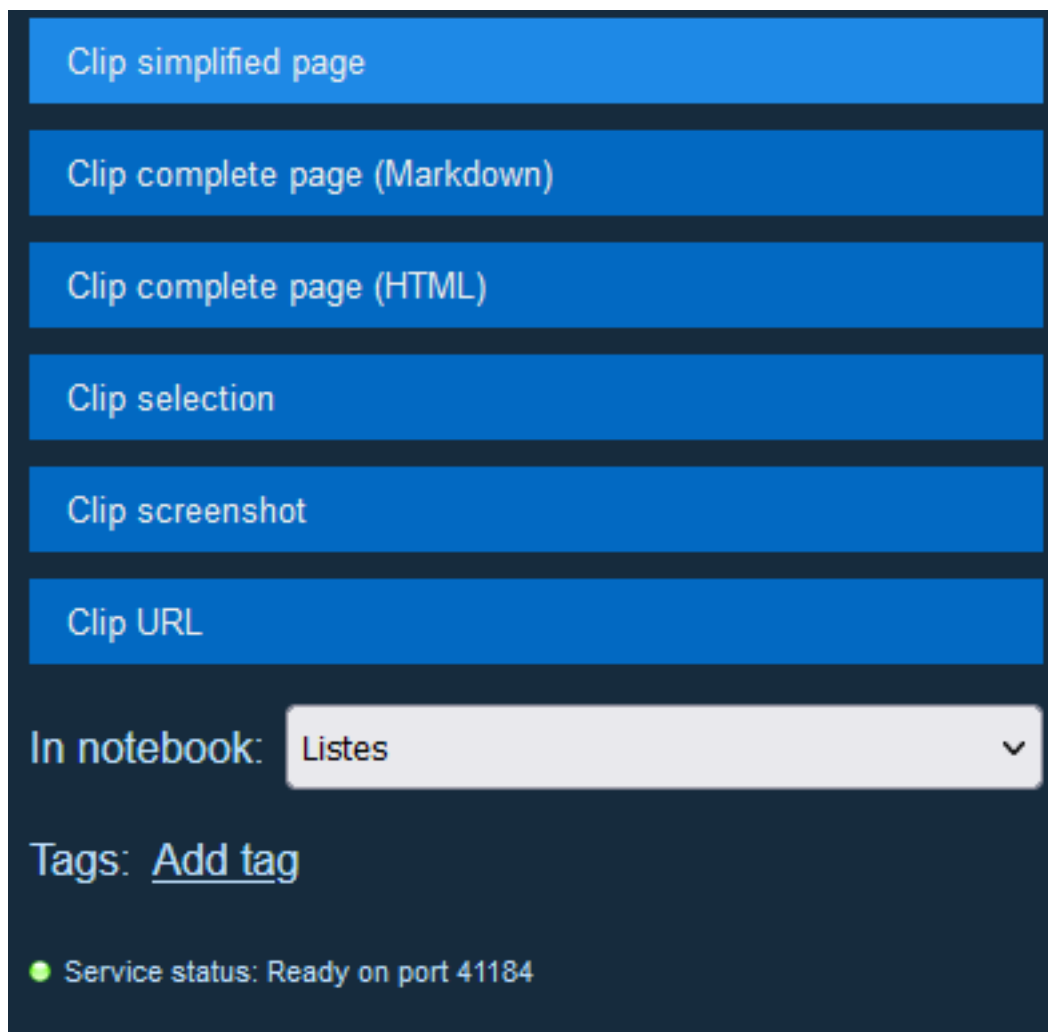 Clip simplified page
Clip complete page (Markdown)
Clip complete page (HTML)
Clip selection
Clip screenshot
Clip URL
In notebook: Listes
Tags: Add tag
Service status: Ready on port 41184